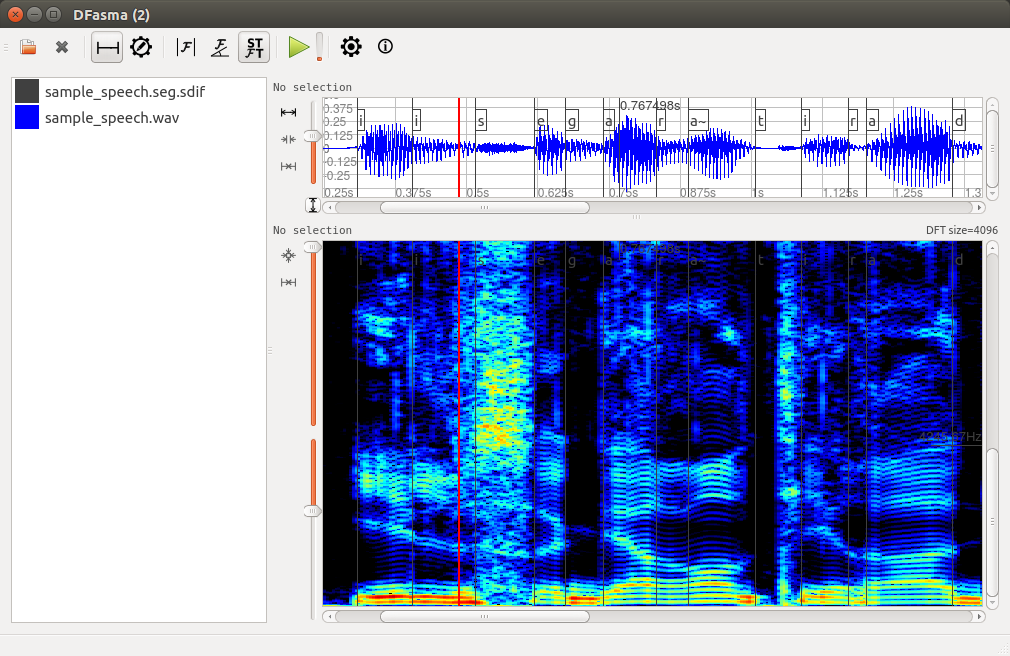 DFasma (2)
|F| F ST FT
sample_speech.seg.sdif
sample_speech.wav
No selection
0.767498s
0.375
0.25
0.125
0
-0.125
-0.25
i i s e g a r a~ t i r a d
0.25s 0.375s 0.5s 0.625s 0.75s 0.875s 1s 1.125s 1.25s 1.3
No selection
DFT size=4096
i i s e g a r a~ t i r a d